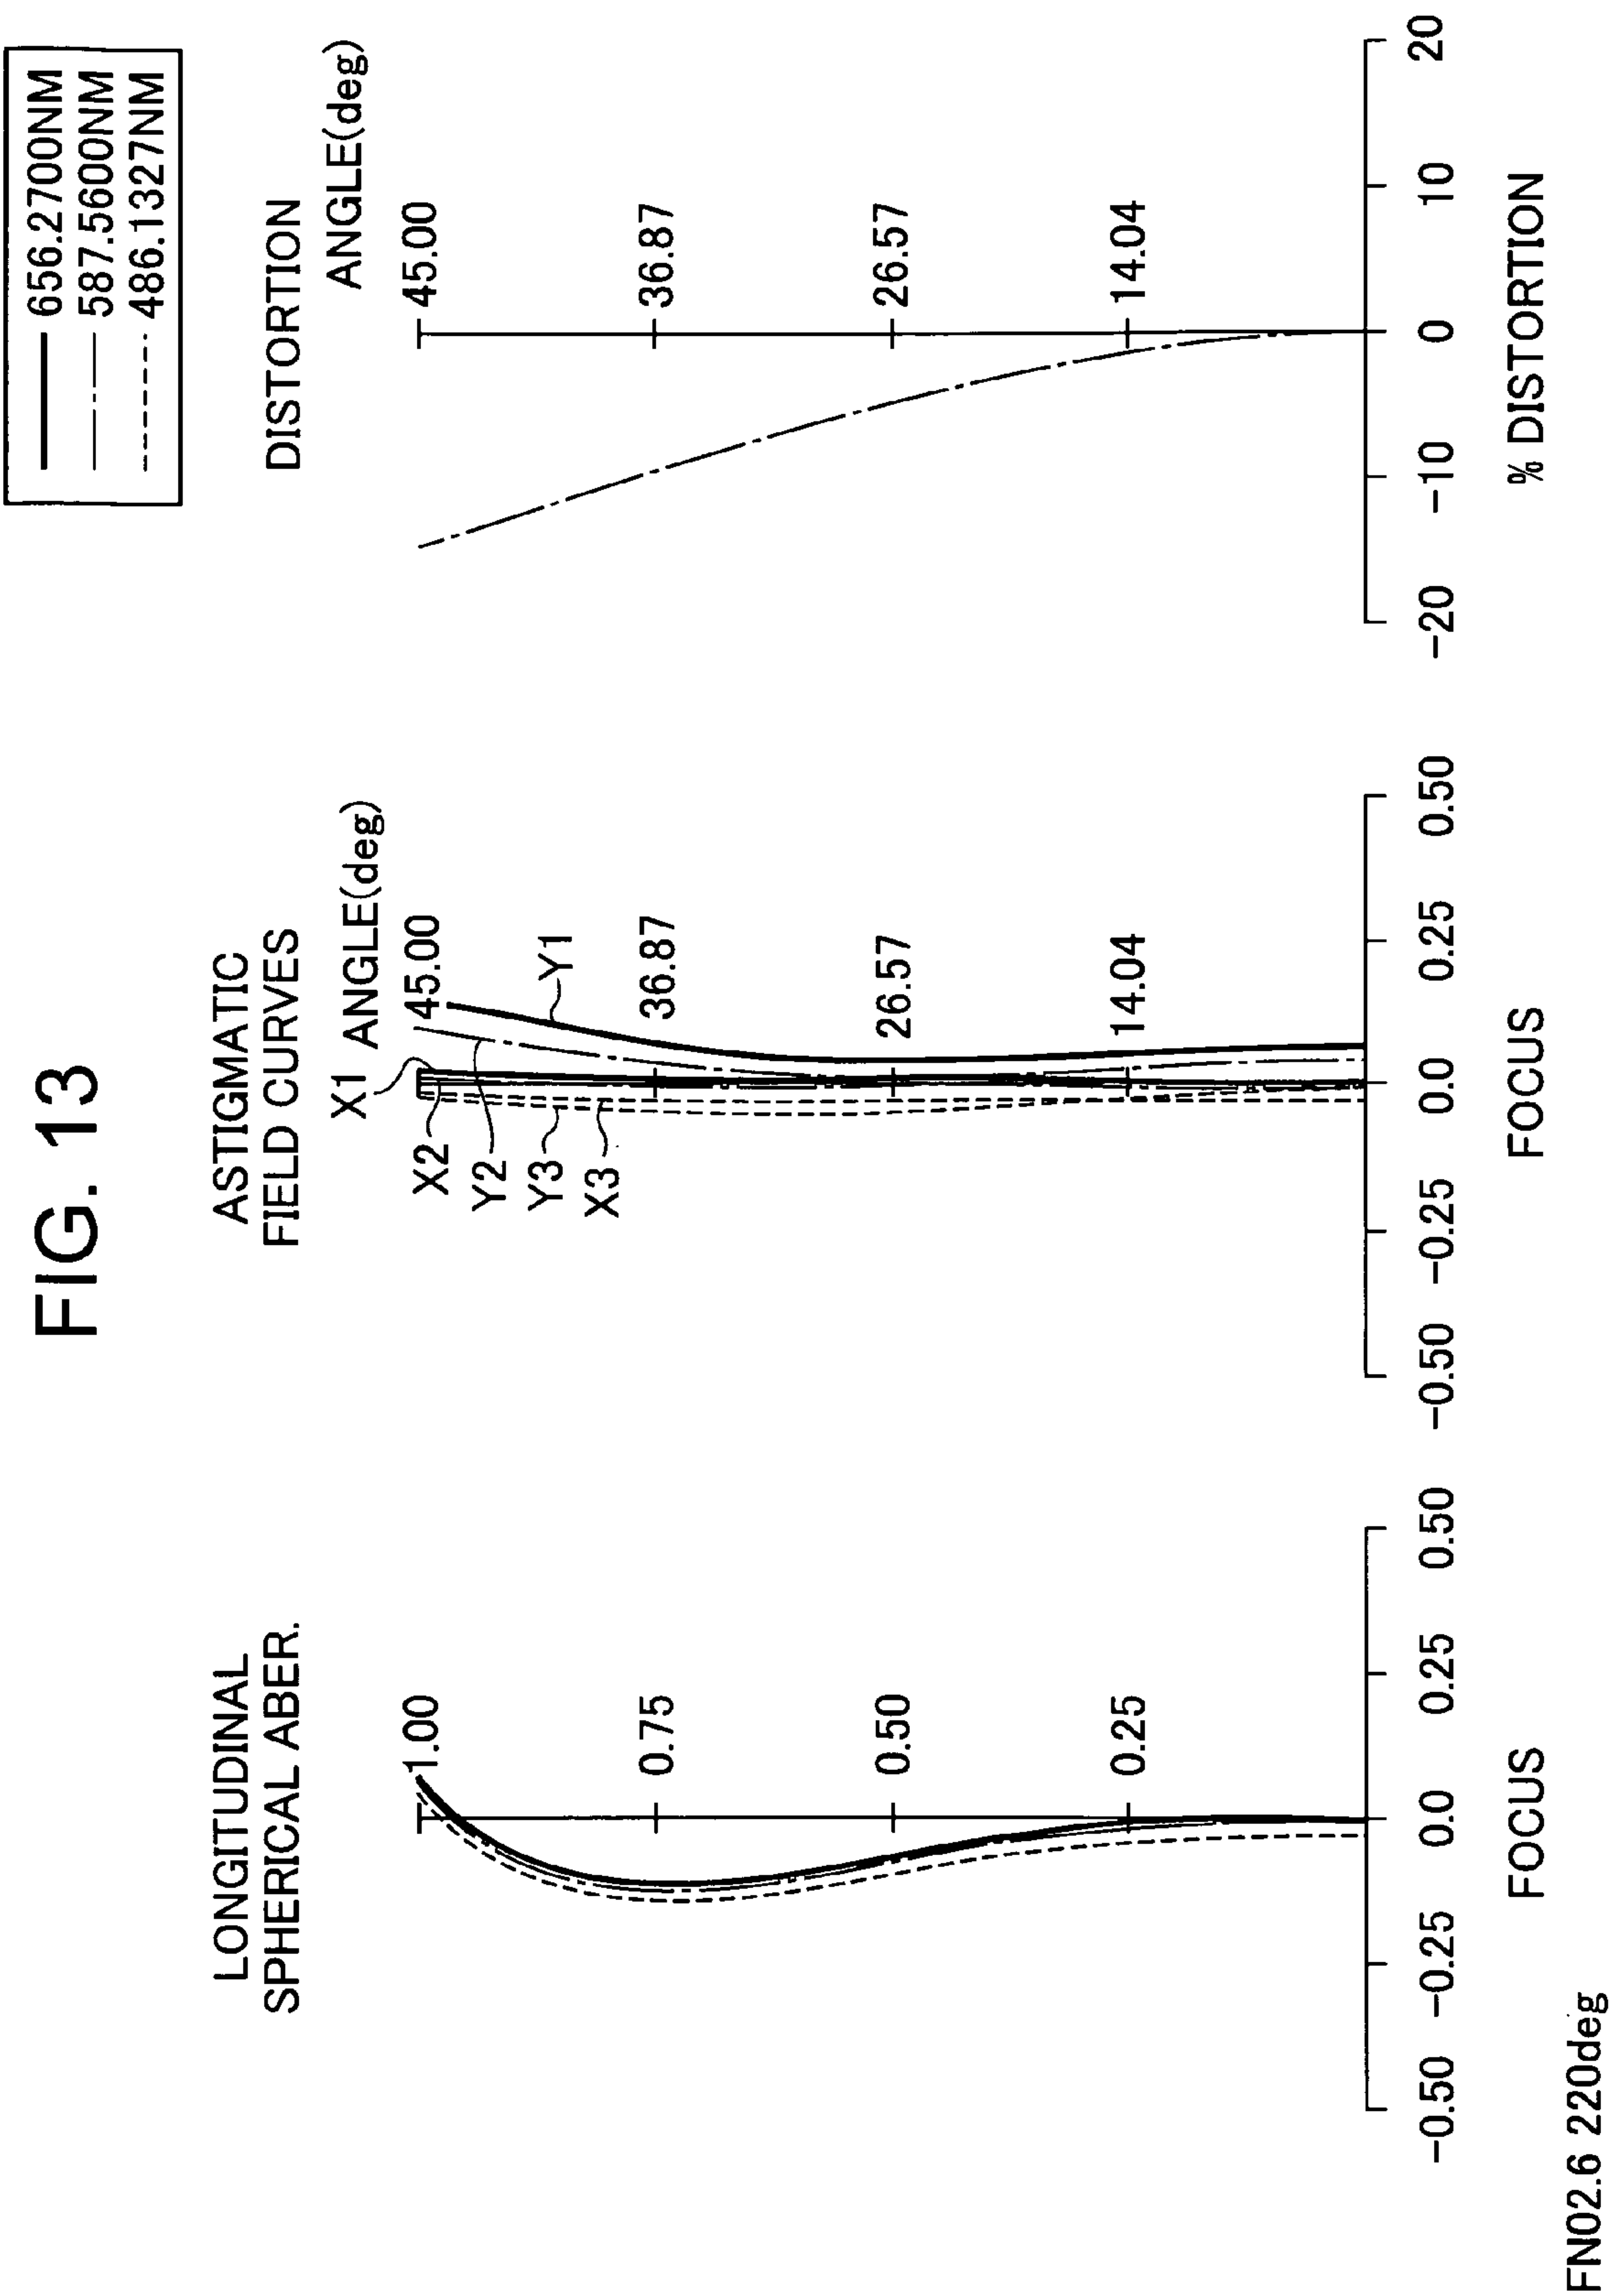 FIG. 13
656.2700NM
587.5600NM
486.1327NM
LONGITUDINAL
SPHERICAL ABER.
1.00
0.75
0.50
0.25
-0.50 -0.25 0.0 0.25 0.50
FOCUS
ASTIGMATIC
FIELD CURVES
X1 ANGLE(deg)
X2 45.00
Y2
Y3 Y1
X3 36.87
26.57
14.04
-0.50 -0.25 0.0 0.25 0.50
FOCUS
DISTORTION
ANGLE(deg)
45.00
36.87
26.57
14.04
-20 -10 0 10 20
% DISTORTION
FN02.6 220deg